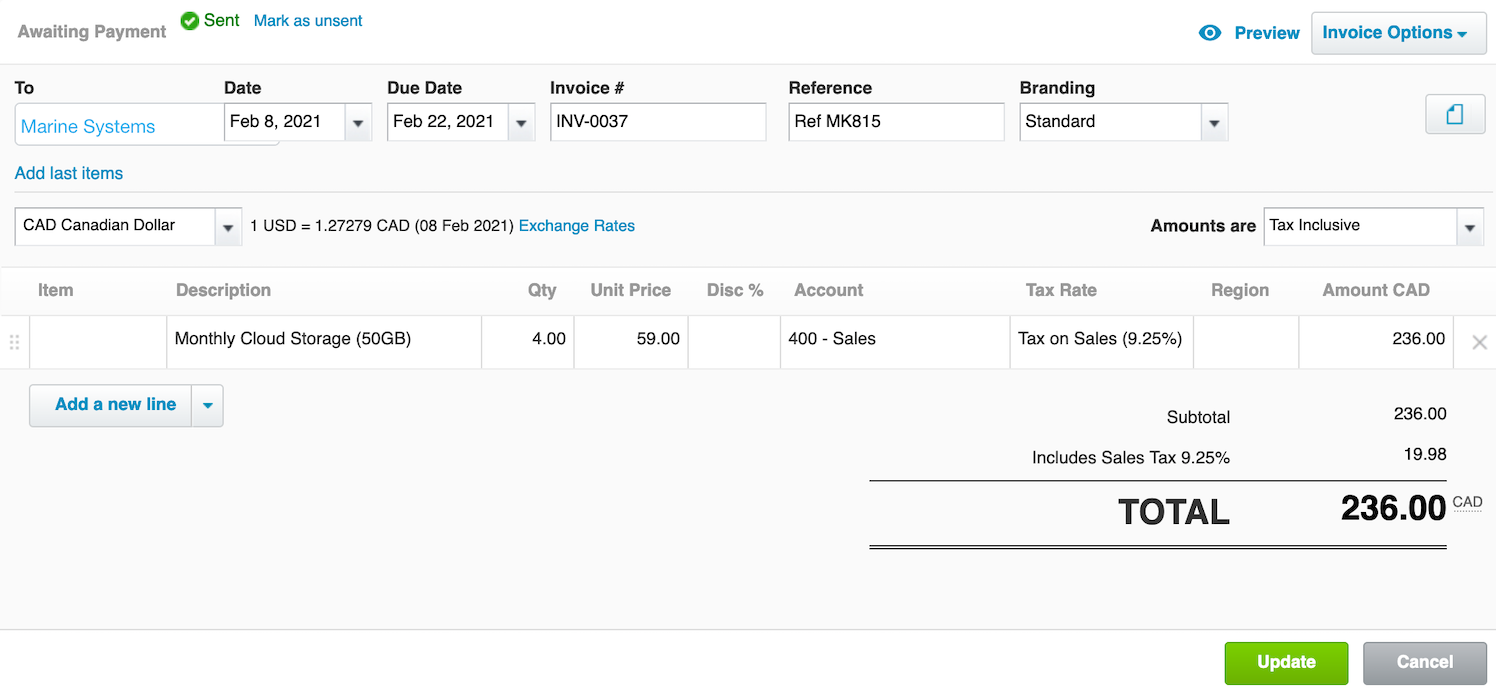 Awaiting Payment Sent Mark as unsent
Preview Invoice Options
To Date Due Date Invoice # Reference Branding
Marine Systems Feb 8, 2021 Feb 22, 2021 INV-0037 Ref MK815 Standard
Add last items
CAD Canadian Dollar 1 USD = 1.27279 CAD (08 Feb 2021) Exchange Rates Amounts are Tax Inclusive
Item Description Qty Unit Price Disc % Account Tax Rate Region Amount CAD
Monthly Cloud Storage (50GB) 4.00 59.00 400 - Sales Tax on Sales (9.25%) 236.00
Add a new line
Subtotal 236.00
Includes Sales Tax 9.25% 19.98
TOTAL 236.00 CAD
Update Cancel